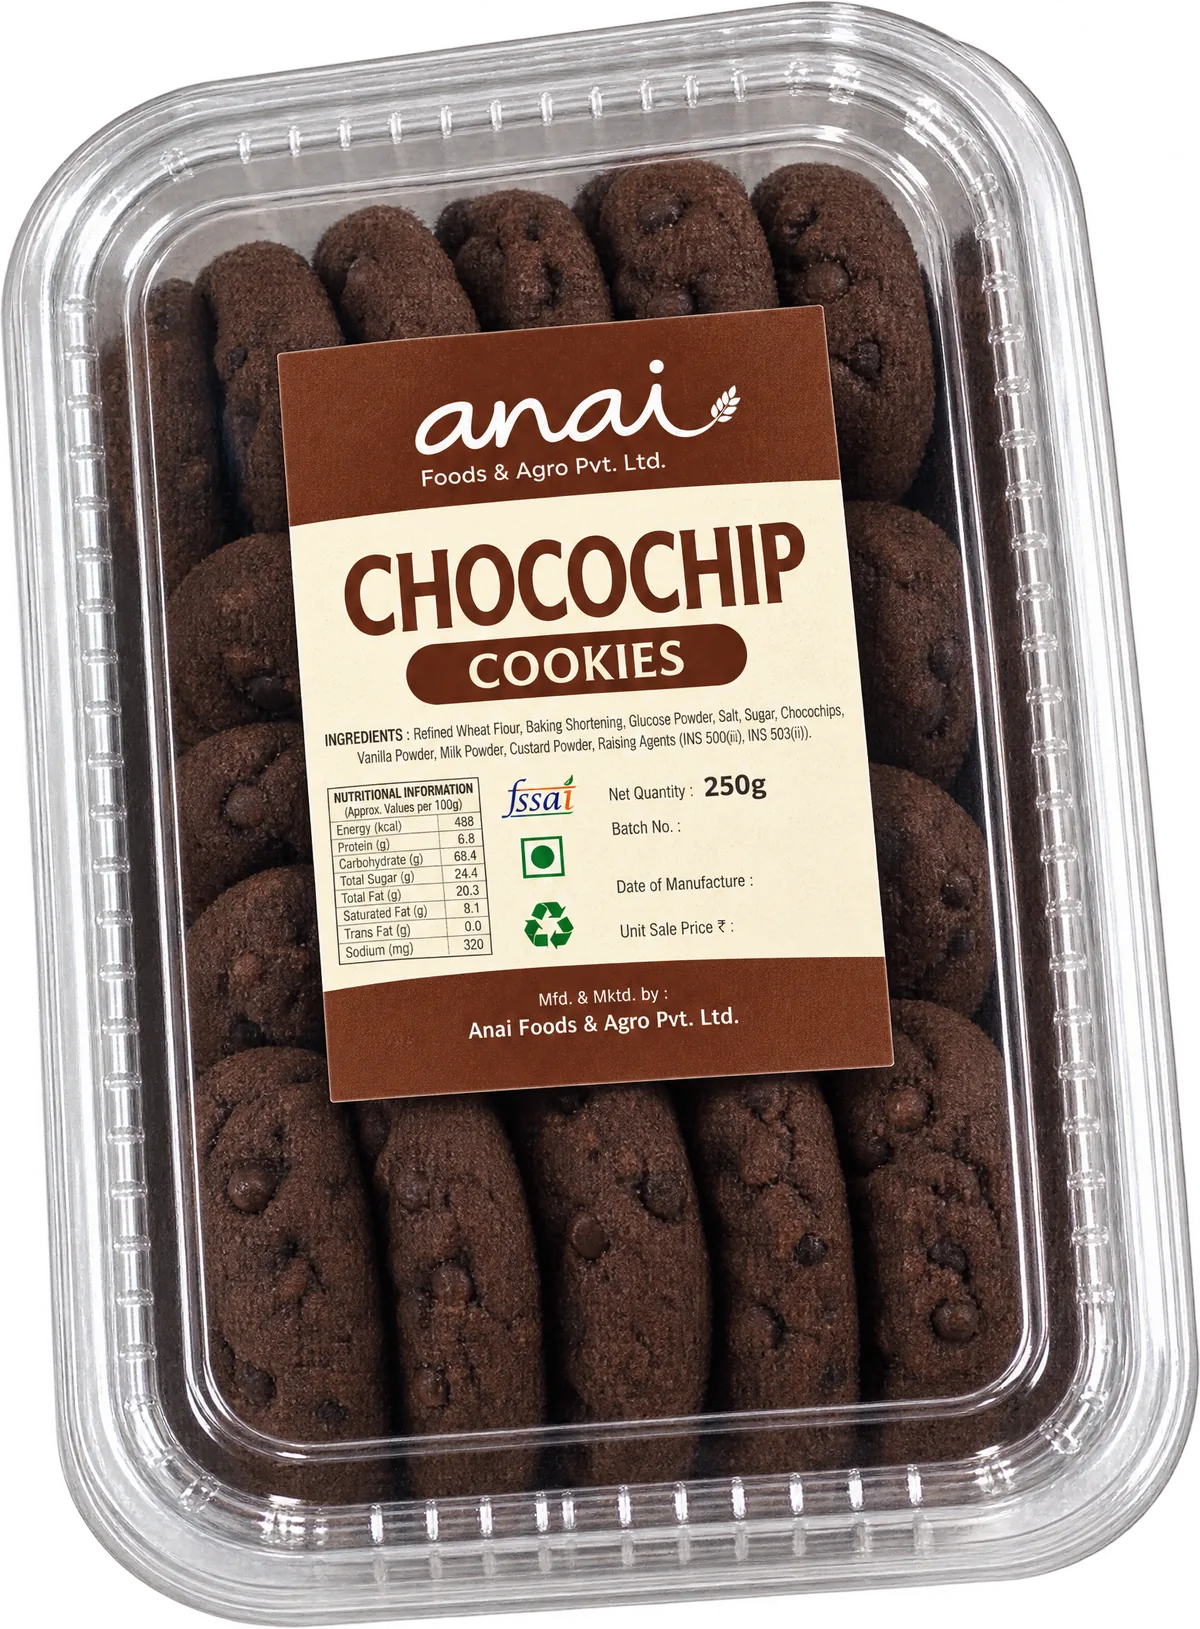 anai
Foods & Agro Pvt. Ltd.
CHOCOCHIP
COOKIES
INGREDIENTS : Refined Wheat Flour, Baking Shortening, Glucose Powder, Salt, Sugar, Chocochips,
Vanilla Powder, Milk Powder, Custard Powder, Raising Agents (INS 500(iii), INS 503(ii)).
NUTRITIONAL INFORMATION
(Approx. Values per 100g)
Energy (kcal) 488
Protein (g) 6.8
Carbohydrate (g) 68.4
Total Sugar (g) 24.4
Total Fat (g) 20.3
Saturated Fat (g) 8.1
Trans Fat (g) 0.0
Sodium (mg) 320
fssai
Net Quantity : 250g
Batch No. :
Date of Manufacture :
Unit Sale Price ₹ :
Mfd. & Mktd. by :
Anai Foods & Agro Pvt. Ltd.